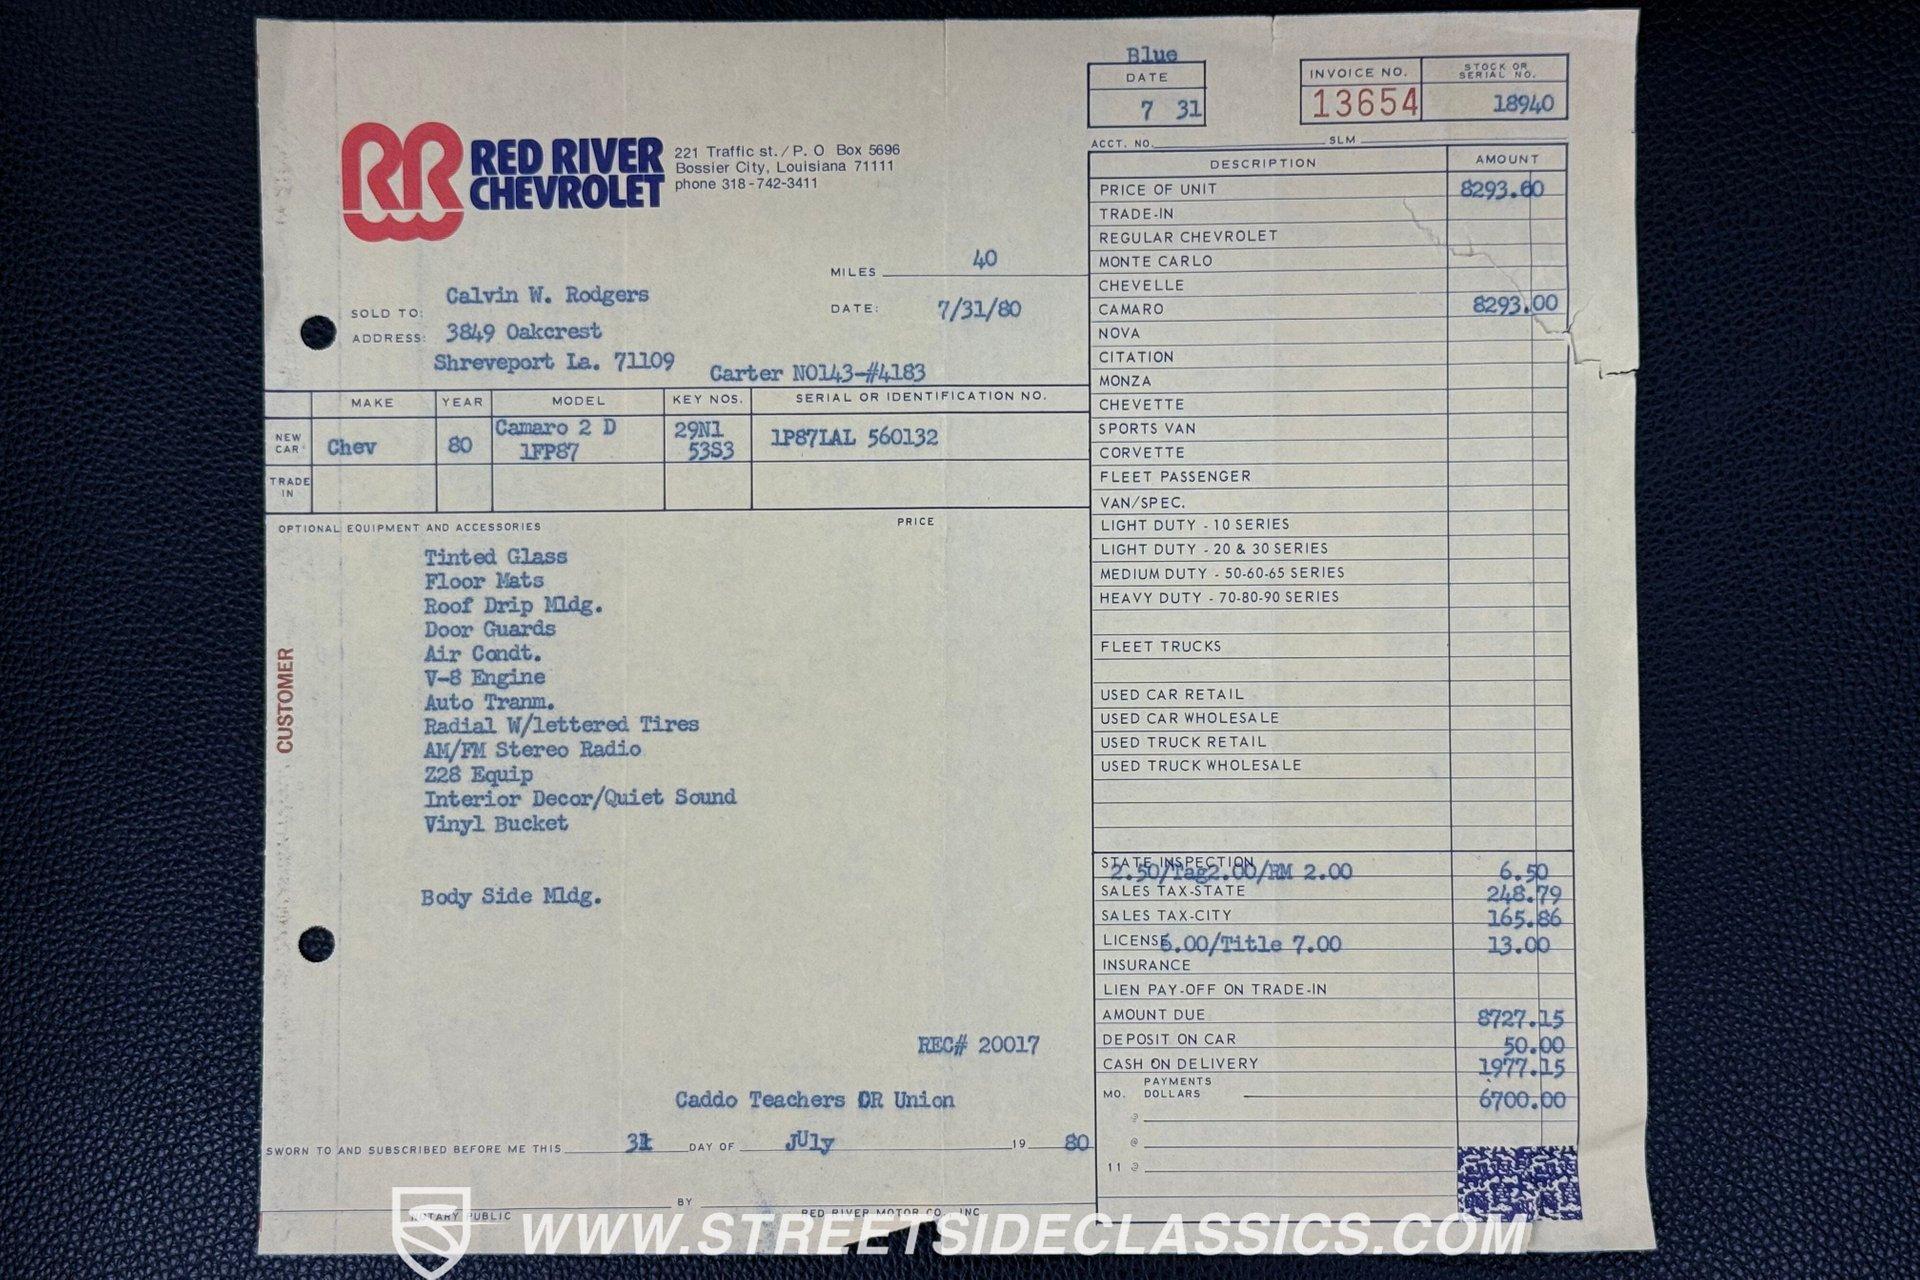 Blue
DATE
7 31
INVOICE NO.
13654
STOCK OR
SERIAL NO.
18940
ACCT. NO. SLM
RR RED RIVER
CHEVROLET
221 Traffic st. / P. O Box 5696
Bossier City, Louisiana 71111
phone 318-742-3411
MILES 40
DATE: 7/31/80
SOLD TO: Calvin W. Rodgers
ADDRESS: 3849 Oakcrest
Shreveport La. 71109
Carter NO143-#4183
MAKE YEAR MODEL KEY NOS. SERIAL OR IDENTIFICATION NO.
NEW CAR Chev 80 Camaro 2 D 29N1 1P87LAL 560132
1FP87 53S3
TRADE IN
OPTIONAL EQUIPMENT AND ACCESSORIES PRICE
Tinted Glass
Floor Mats
Roof Drip Mldg.
Door Guards
Air Condt.
V-8 Engine
Auto Tranm.
Radial W/lettered Tires
AM/FM Stereo Radio
Z28 Equip
Interior Decor/Quiet Sound
Vinyl Bucket
Body Side Mldg.
CUSTOMER
REC# 20017
Caddo Teachers CR Union
SWORN TO AND SUBSCRIBED BEFORE ME THIS 31 DAY OF JUly 19 80
BY
NOTARY PUBLIC RED RIVER MOTOR CO., INC
DESCRIPTION AMOUNT
PRICE OF UNIT 8293.60
TRADE-IN
REGULAR CHEVROLET
MONTE CARLO
CHEVELLE
CAMARO 8293.00
NOVA
CITATION
MONZA
CHEVETTE
SPORTS VAN
CORVETTE
FLEET PASSENGER
VAN/SPEC.
LIGHT DUTY - 10 SERIES
LIGHT DUTY - 20 & 30 SERIES
MEDIUM DUTY - 50-60-65 SERIES
HEAVY DUTY - 70-80-90 SERIES
FLEET TRUCKS
USED CAR RETAIL
USED CAR WHOLESALE
USED TRUCK RETAIL
USED TRUCK WHOLESALE
STATE INSPECTION
2.50/Tag2.00/RM 2.00 6.50
SALES TAX-STATE 248.79
SALES TAX-CITY 165.86
LICENSE 6.00/Title 7.00 13.00
INSURANCE
LIEN PAY-OFF ON TRADE-IN
AMOUNT DUE 8727.15
DEPOSIT ON CAR 50.00
CASH ON DELIVERY 1977.15
PAYMENTS
MO. DOLLARS 6700.00
@
@
11 @
WWW.STREETSIDECLASSICS.COM